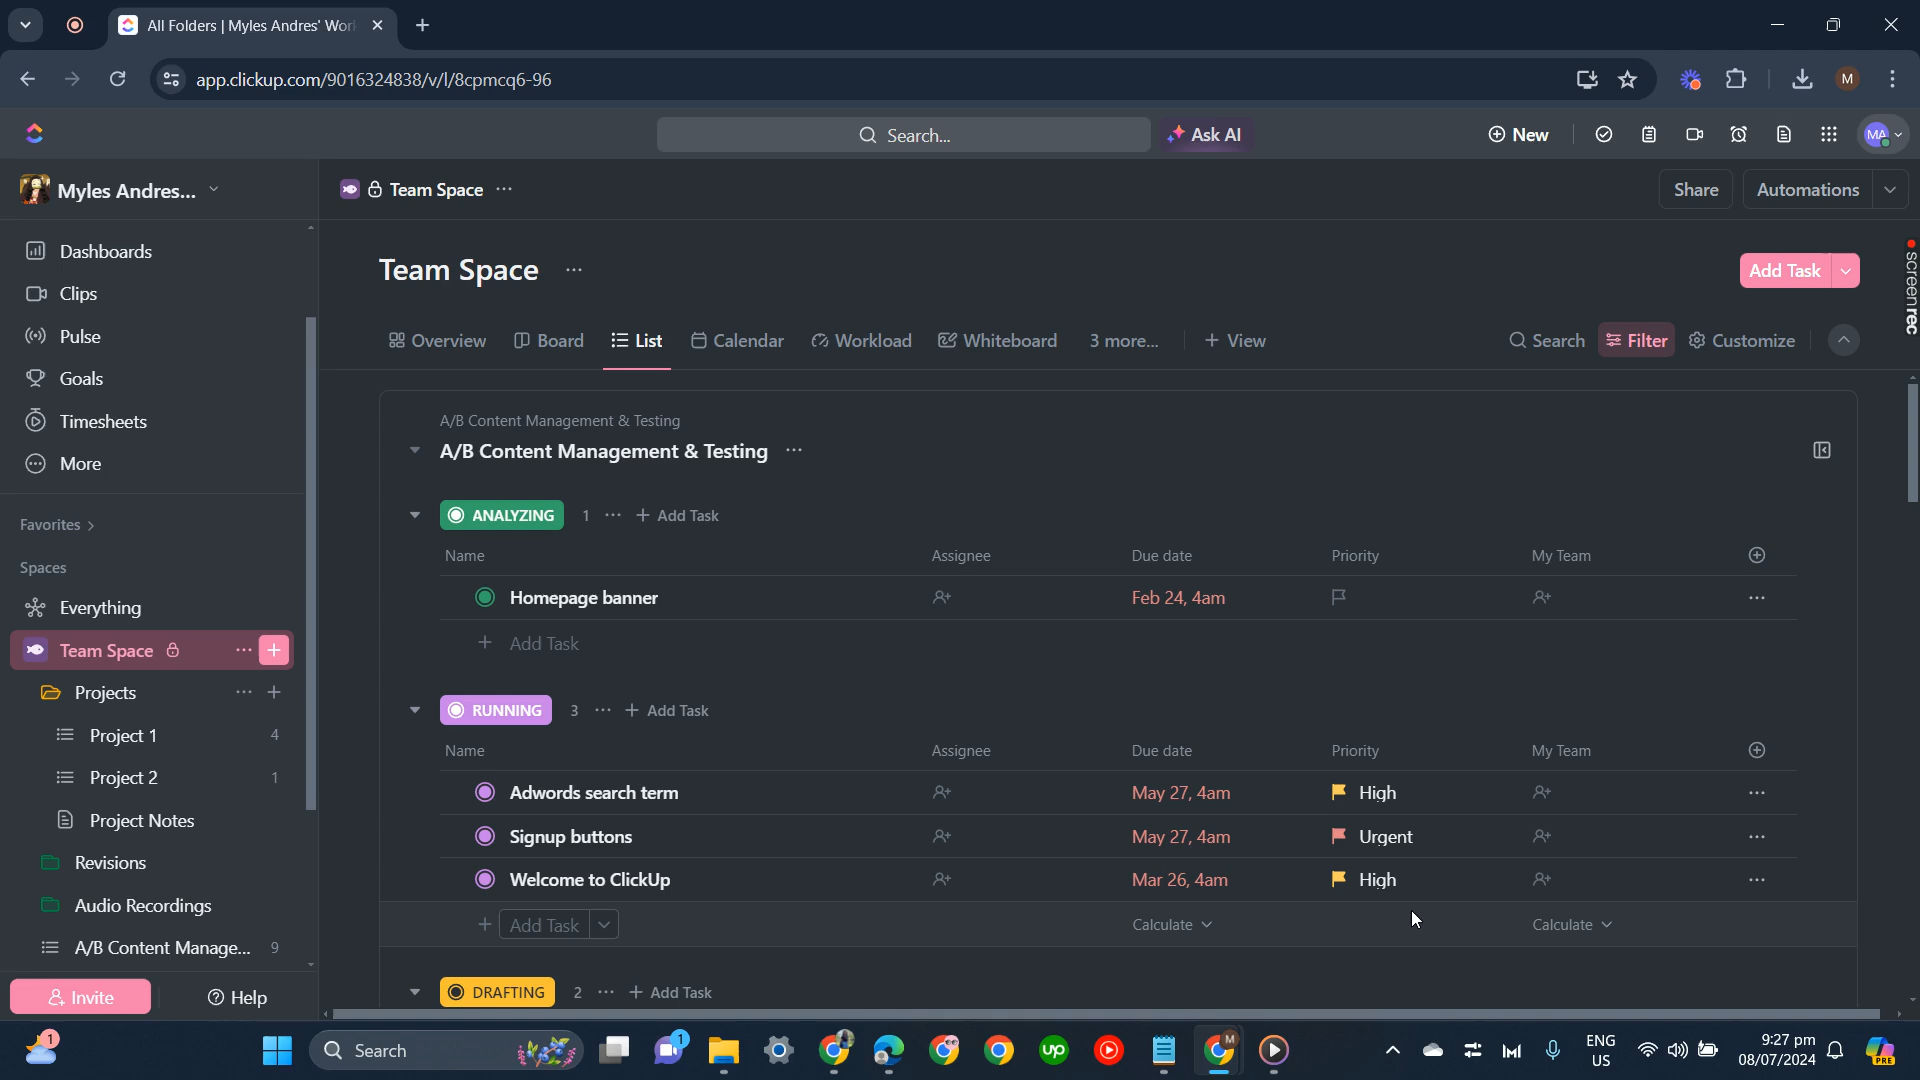 All Folders | Myles Andres' Wor
app.clickup.com/9016324838/v/l/8cpmcq6-96
M
Search...
Ask AI
New
MA
Myles Andres...
Team Space ...
Share
Automations
Dashboards
Clips
Pulse
Goals
Timesheets
More
Favorites
Spaces
Everything
Team Space
Projects
Project 1 4
Project 2 1
Project Notes
Revisions
Audio Recordings
A/B Content Manage... 9
Invite
Help
Team Space ...
Add Task
screenrec
Overview
Board
List
Calendar
Workload
Whiteboard
3 more...
+ View
Search
Filter
Customize
A/B Content Management & Testing
A/B Content Management & Testing ...
ANALYZING 1 ... + Add Task
Name Assignee Due date Priority My Team
Homepage banner Feb 24, 4am
+ Add Task
RUNNING 3 ... + Add Task
Name Assignee Due date Priority My Team
Adwords search term May 27, 4am High
Signup buttons May 27, 4am Urgent
Welcome to ClickUp Mar 26, 4am High
+ Add Task Calculate Calculate
DRAFTING 2 ... + Add Task
1
Search
1
up
M
ENG
US
9:27 pm
08/07/2024
PRE